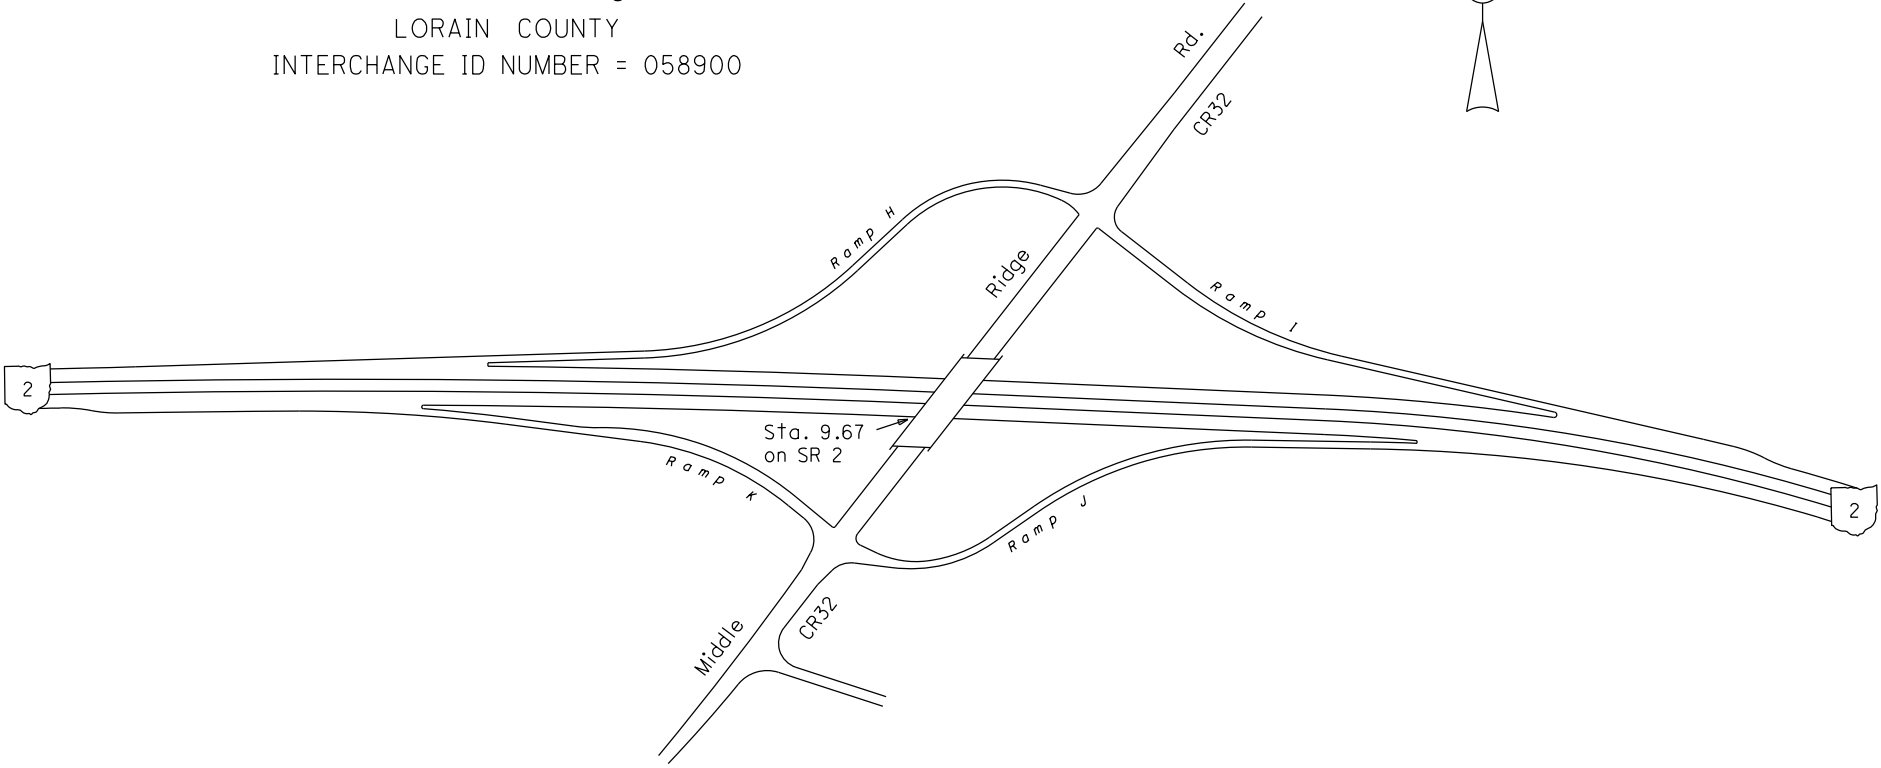 LORAIN COUNTY
INTERCHANGE ID NUMBER = 058900
Rd.
CR32
Ramp H
Ridge
Ramp I
2
Sta. 9.67
on SR 2
Ramp K
Ramp J
2
CR32
Middle